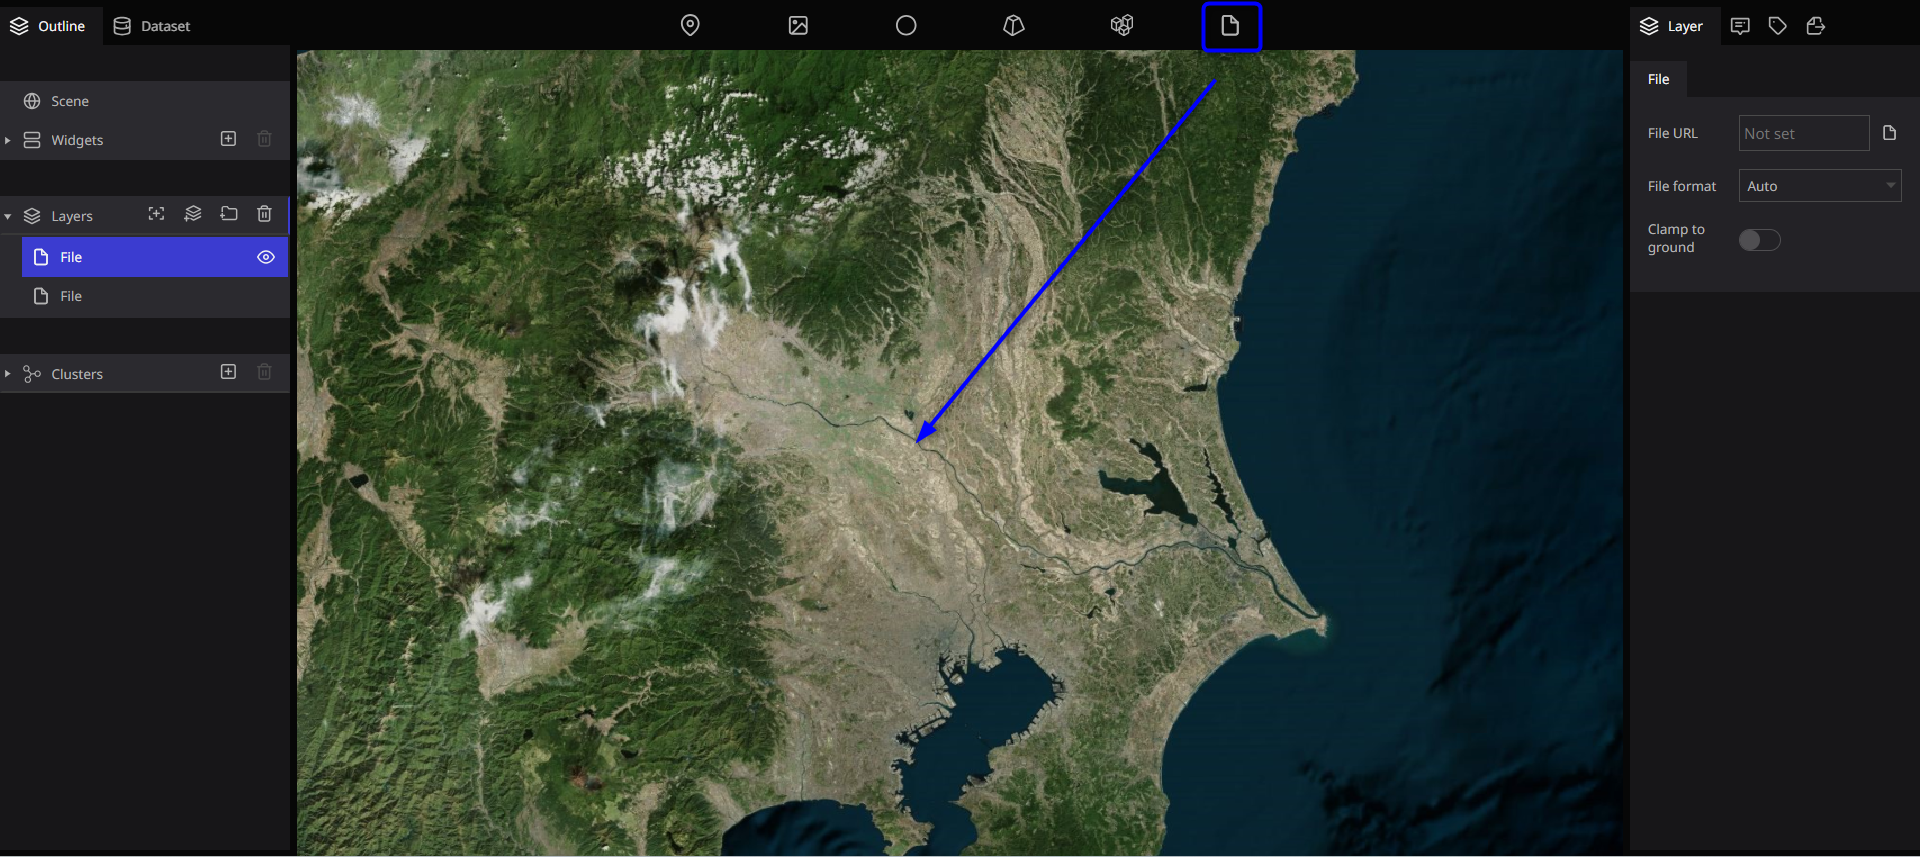 Outline
Dataset
Layer
Scene
Widgets
Layers
File
File
Clusters
File
File URL
Not set
File format
Auto
Clamp to
ground